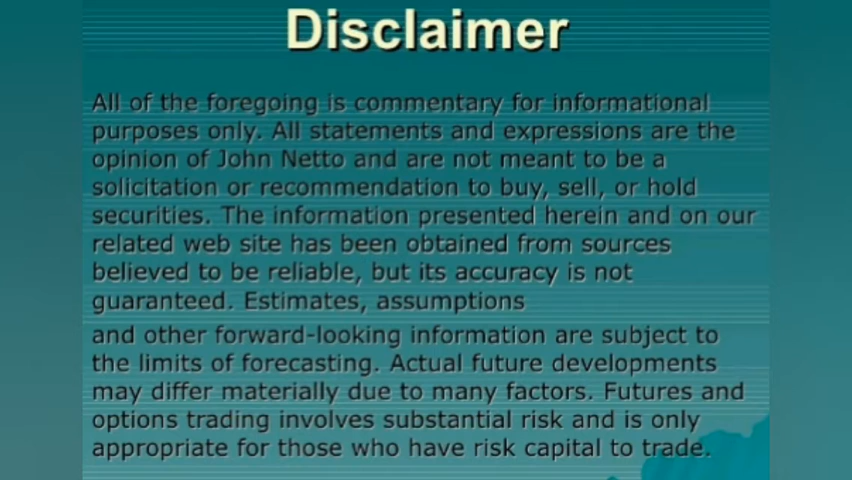 Disclaimer
All of the foregoing is commentary for informational
purposes only. All statements and expressions are the
opinion of John Netto and are not meant to be a
solicitation or recommendation to buy, sell, or hold
securities. The information presented herein and on our
related web site has been obtained from sources
believed to be reliable, but its accuracy is not
guaranteed. Estimates, assumptions
and other forward-looking information are subject to
the limits of forecasting. Actual future developments
may differ materially due to many factors. Futures and
options trading involves substantial risk and is only
appropriate for those who have risk capital to trade.